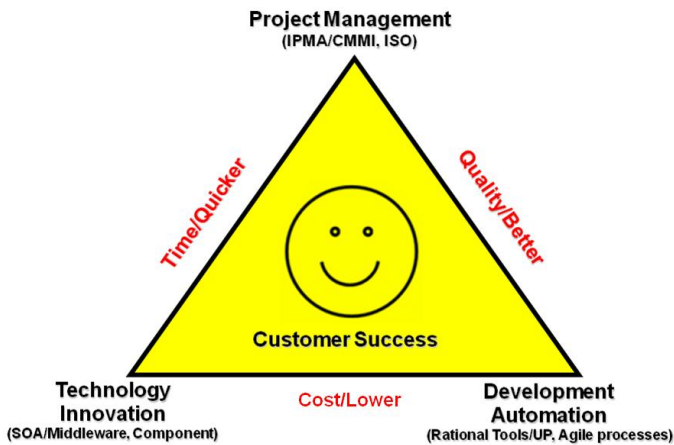 Project Management
(IPMA/CMMI, ISO)
Time/Quicker
Quality/Better
Customer Success
Technology
Innovation
(SOA/Middleware, Component)
Cost/Lower
Development
Automation
(Rational Tools/UP, Agile processes)